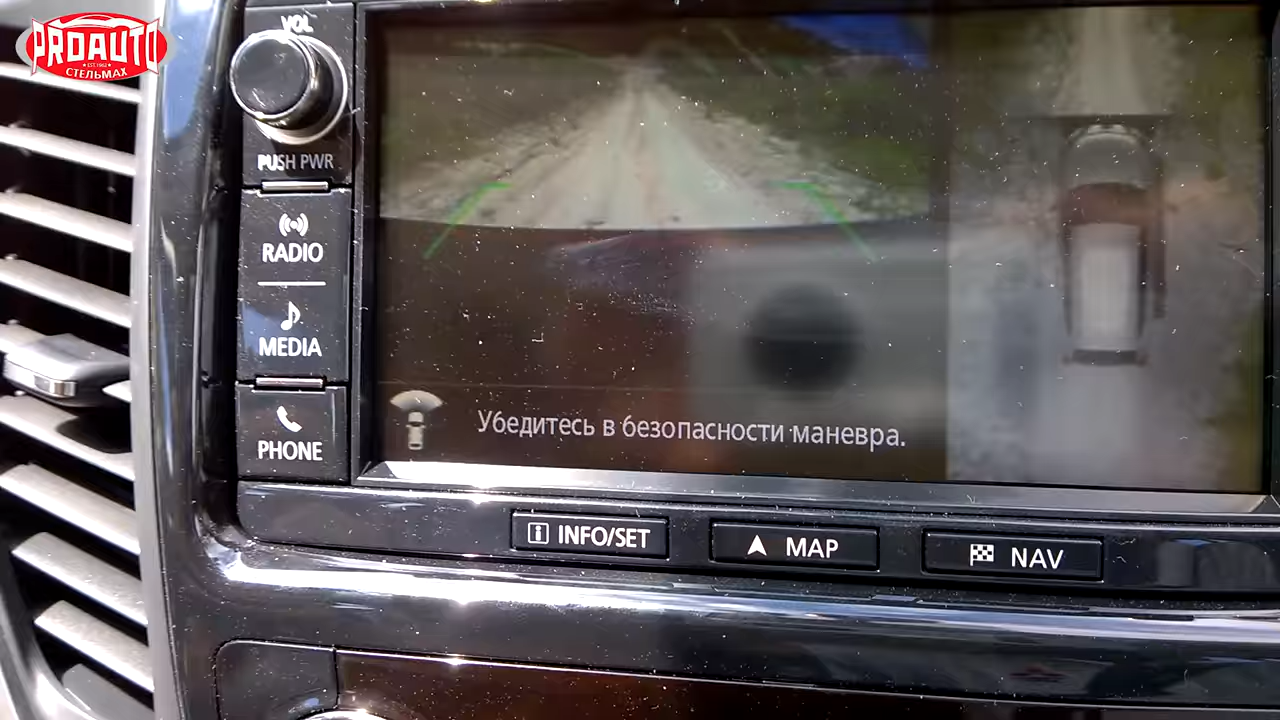 PROAUTO
EST.1962
СТЕЛЬМАХ
VOL
PUSH PWR
RADIO
MEDIA
PHONE
Убедитесь в безопасности маневра.
INFO/SET
MAP
NAV